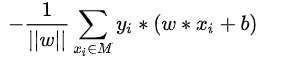 $-\frac{1}{||w||} \sum_{x_i \in M} y_i * (w * x_i + b)$